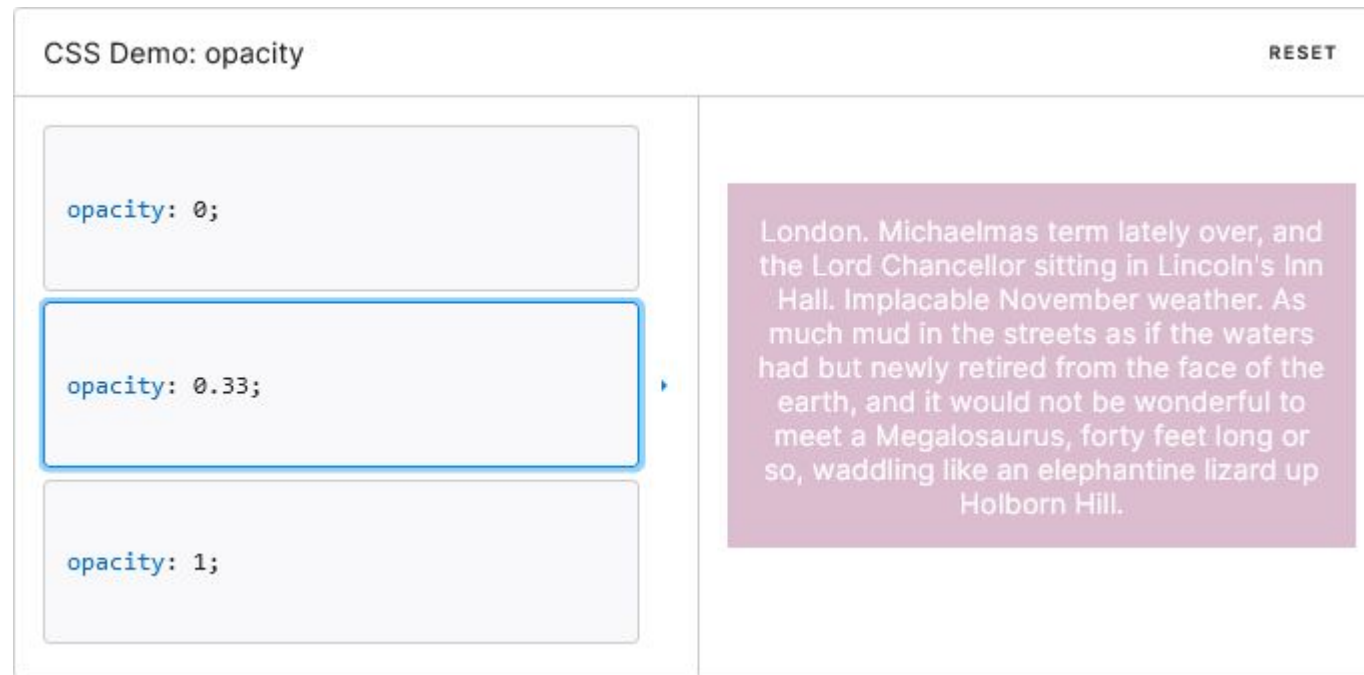 CSS Demo: opacity
RESET
opacity: 0;
opacity: 0.33;
opacity: 1;
London. Michaelmas term lately over, and
the Lord Chancellor sitting in Lincoln's Inn
Hall. Implacable November weather. As
much mud in the streets as if the waters
had but newly retired from the face of the
earth, and it would not be wonderful to
meet a Megalosaurus, forty feet long or
so, waddling like an elephantine lizard up
Holborn Hill.